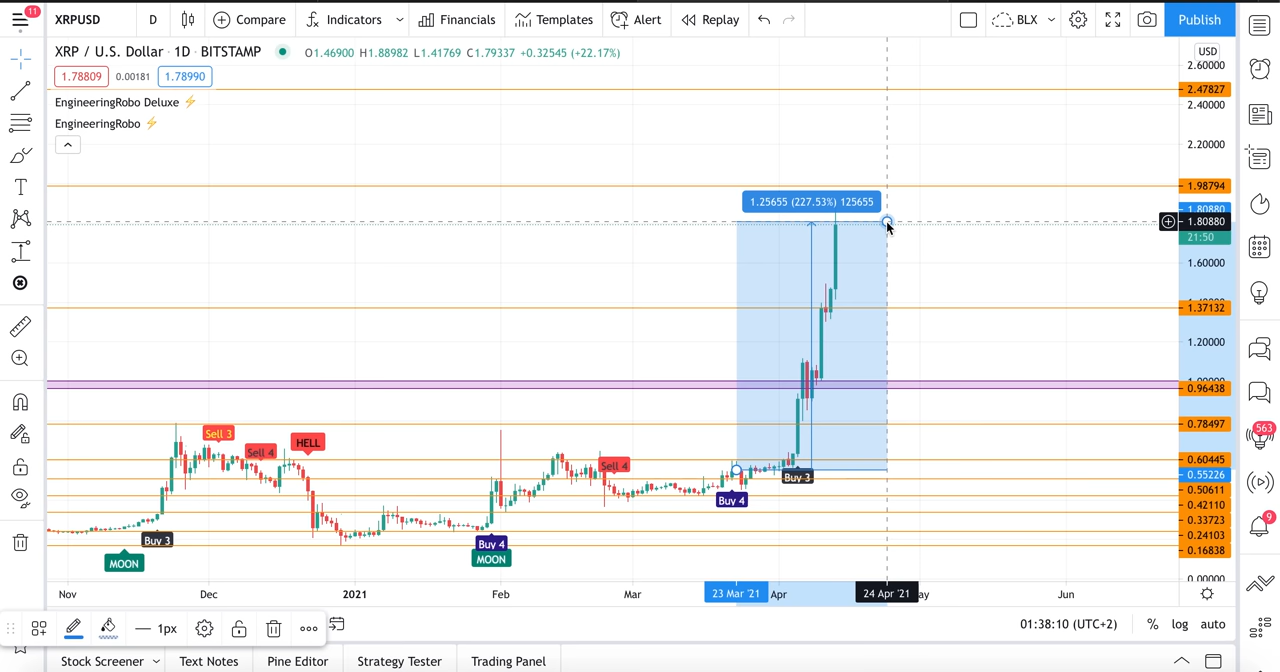 11
XRPUSD D Compare Indicators Financials Templates Alert Replay BLX Publish
XRP / U.S. Dollar · 1D · BITSTAMP O1.46900 H1.88982 L1.41769 C1.79337 +0.32545 (+22.17%)
USD
1.78809 0.00181 1.78990
EngineeringRobo Deluxe ⚡
EngineeringRobo ⚡
2.60000
2.47827
2.40000
2.20000
1.98794
1.80880
1.80880
21:50
1.60000
1.37132
1.20000
0.96438
0.78497
0.60445
0.55226
0.50611
0.42110
0.33723
0.24103
0.16838
0.00000
1.25655 (227.53%) 125655
Sell 3
Sell 4
HELL
Sell 4
Buy 3
Buy 4
Buy 3
MOON
Buy 4
MOON
563
9
Nov Dec 2021 Feb Mar 23 Mar '21 Apr 24 Apr '21 ay Jun
1px
01:38:10 (UTC+2) % log auto
Stock Screener Text Notes Pine Editor Strategy Tester Trading Panel